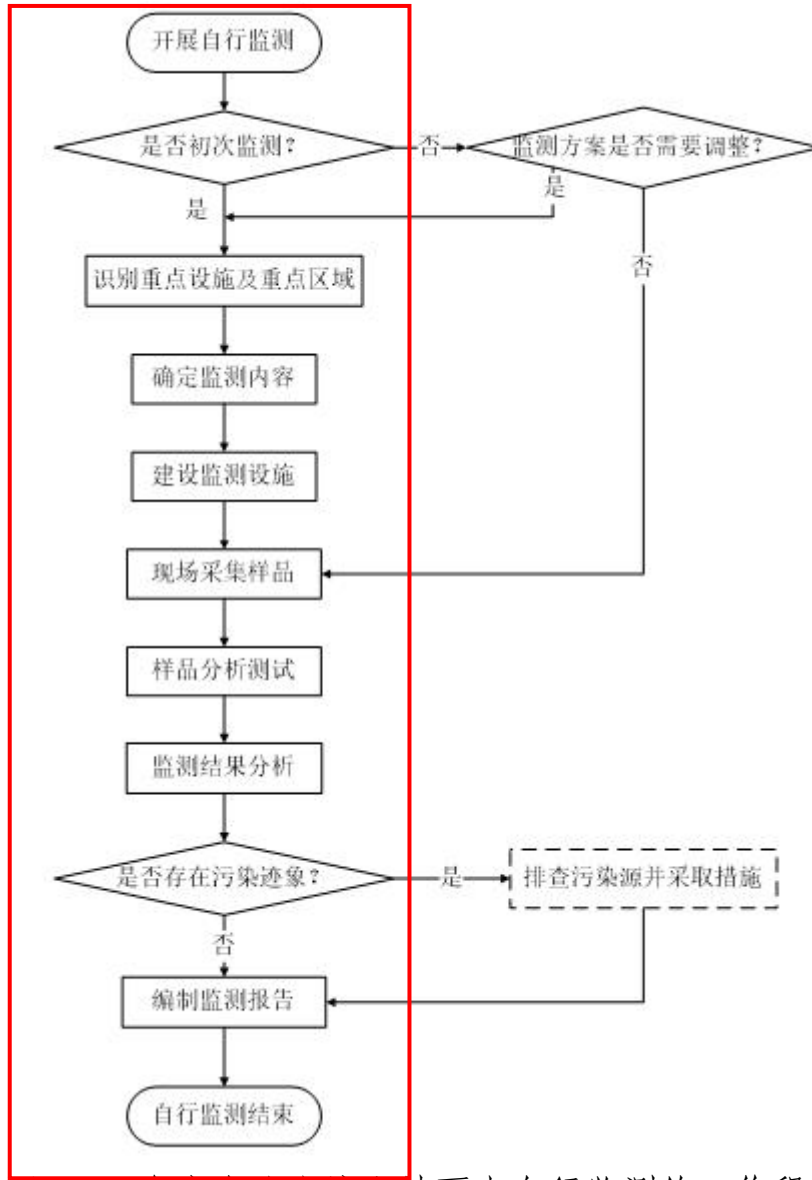 开展自行监测
是否初次监测?
否
监测方案是否需要调整?
是
是
否
识别重点设施及重点区域
确定监测内容
建设监测设施
现场采集样品
样品分析测试
监测结果分析
是否存在污染迹象?
是
排查污染源并采取措施
否
编制监测报告
自行监测结束